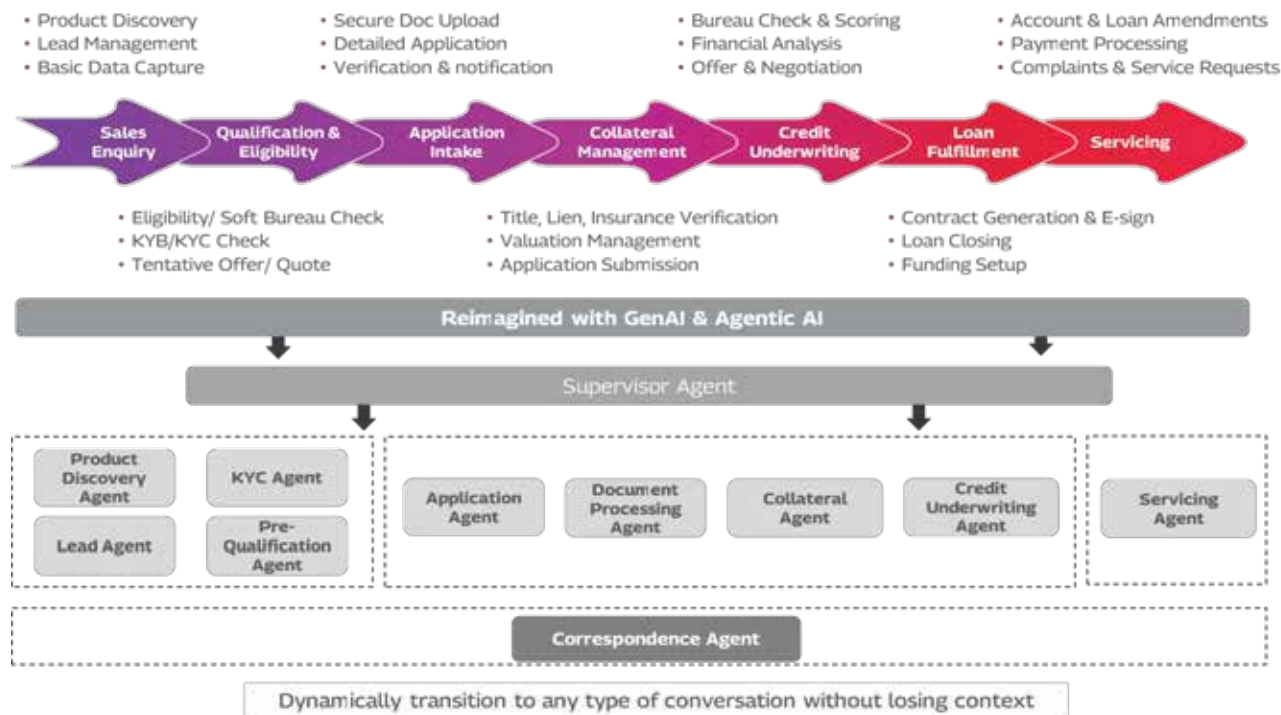 • Product Discovery
• Lead Management
• Basic Data Capture
• Secure Doc Upload
• Detailed Application
• Verification & notification
• Bureau Check & Scoring
• Financial Analysis
• Offer & Negotiation
• Account & Loan Amendments
• Payment Processing
• Complaints & Service Requests
Sales
Enquiry
Qualification &
Eligibility
Application
Intake
Collateral
Management
Credit
Underwriting
Loan
Fulfillment
Servicing
• Eligibility/ Soft Bureau Check
• KYB/KYC Check
• Tentative Offer/ Quote
• Title, Lien, Insurance Verification
• Valuation Management
• Application Submission
• Contract Generation & E-sign
• Loan Closing
• Funding Setup
Reimagined with GenAI & Agentic AI
Supervisor Agent
Product
Discovery
Agent
KYC Agent
Lead Agent
Pre-
Qualification
Agent
Application
Agent
Document
Processing
Agent
Collateral
Agent
Credit
Underwriting
Agent
Servicing
Agent
Correspondence Agent
Dynamically transition to any type of conversation without losing context